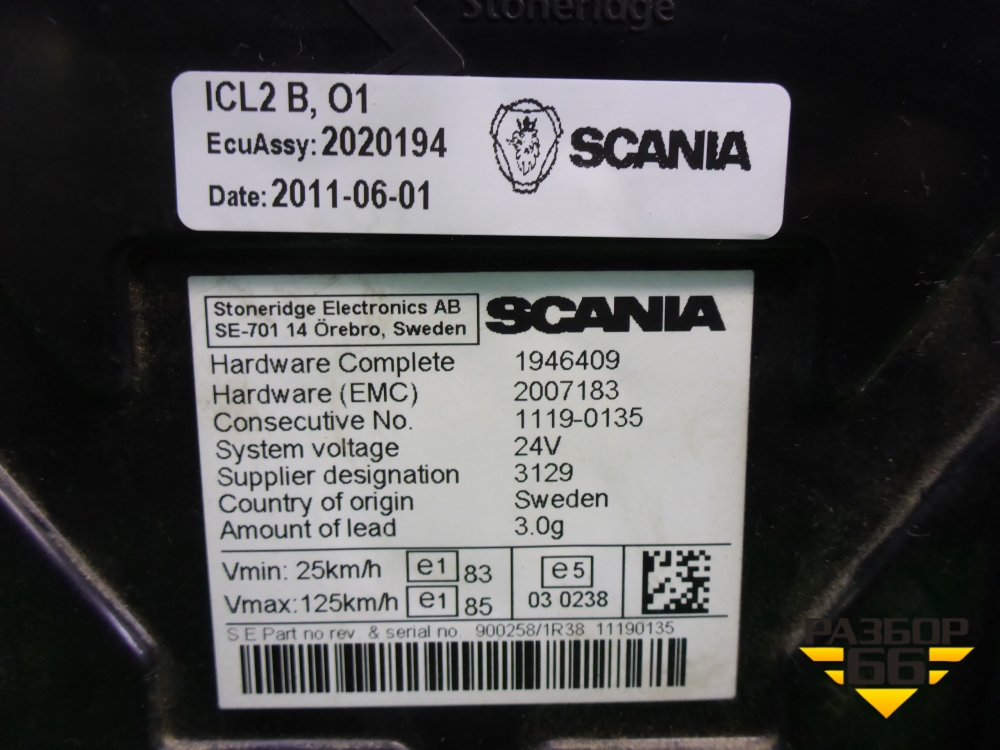 Stoneridge
ICL2 B, O1
EcuAssy: 2020194
Date: 2011-06-01
SCANIA
Stoneridge Electronics AB
SE-701 14 Örebro, Sweden
SCANIA
Hardware Complete 1946409
Hardware (EMC) 2007183
Consecutive No. 1119-0135
System voltage 24V
Supplier designation 3129
Country of origin Sweden
Amount of lead 3.0g
Vmin: 25km/h e1 83
Vmax: 125km/h e1 85
e5
03 0238
S E Part no rev & serial no 900258/1R38 11190135
РАЗБОР
66